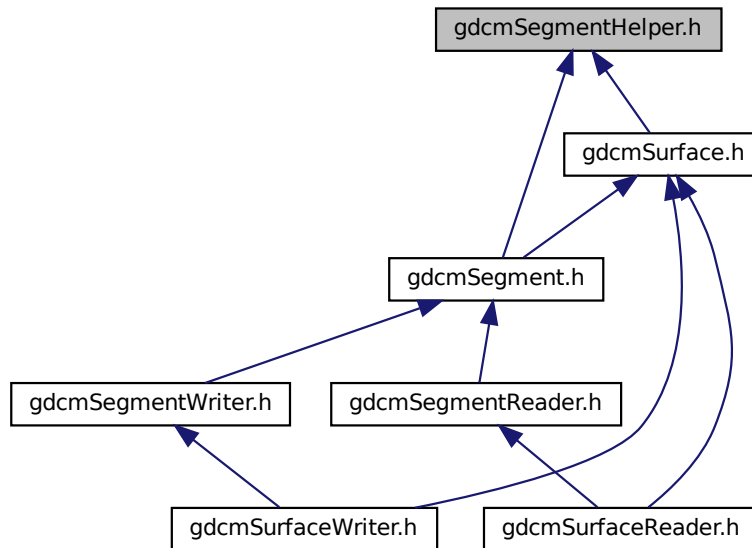 gdcmSegmentHelper.h
gdcmSurface.h
gdcmSegment.h
gdcmSegmentWriter.h
gdcmSegmentReader.h
gdcmSurfaceWriter.h
gdcmSurfaceReader.h